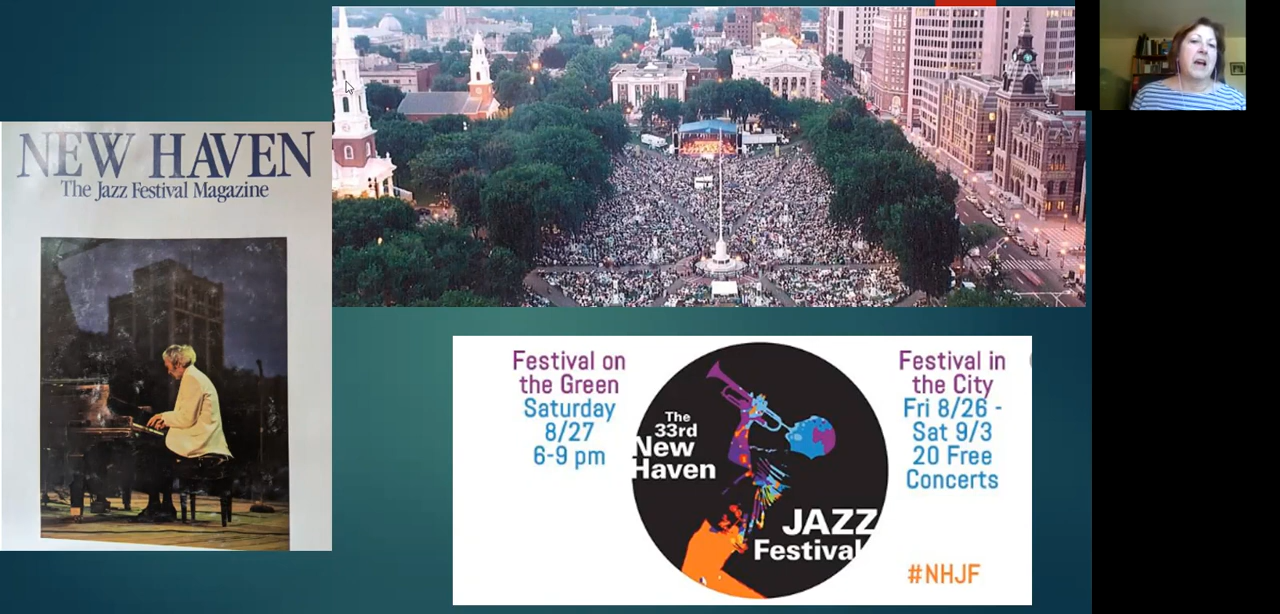 NEW HAVEN
The Jazz Festival Magazine
Festival on
the Green
Saturday
8/27
6-9 pm
The
33rd
New
Haven
JAZZ
Festival
Festival in
the City
Fri 8/26 -
Sat 9/3
20 Free
Concerts
#NHJF